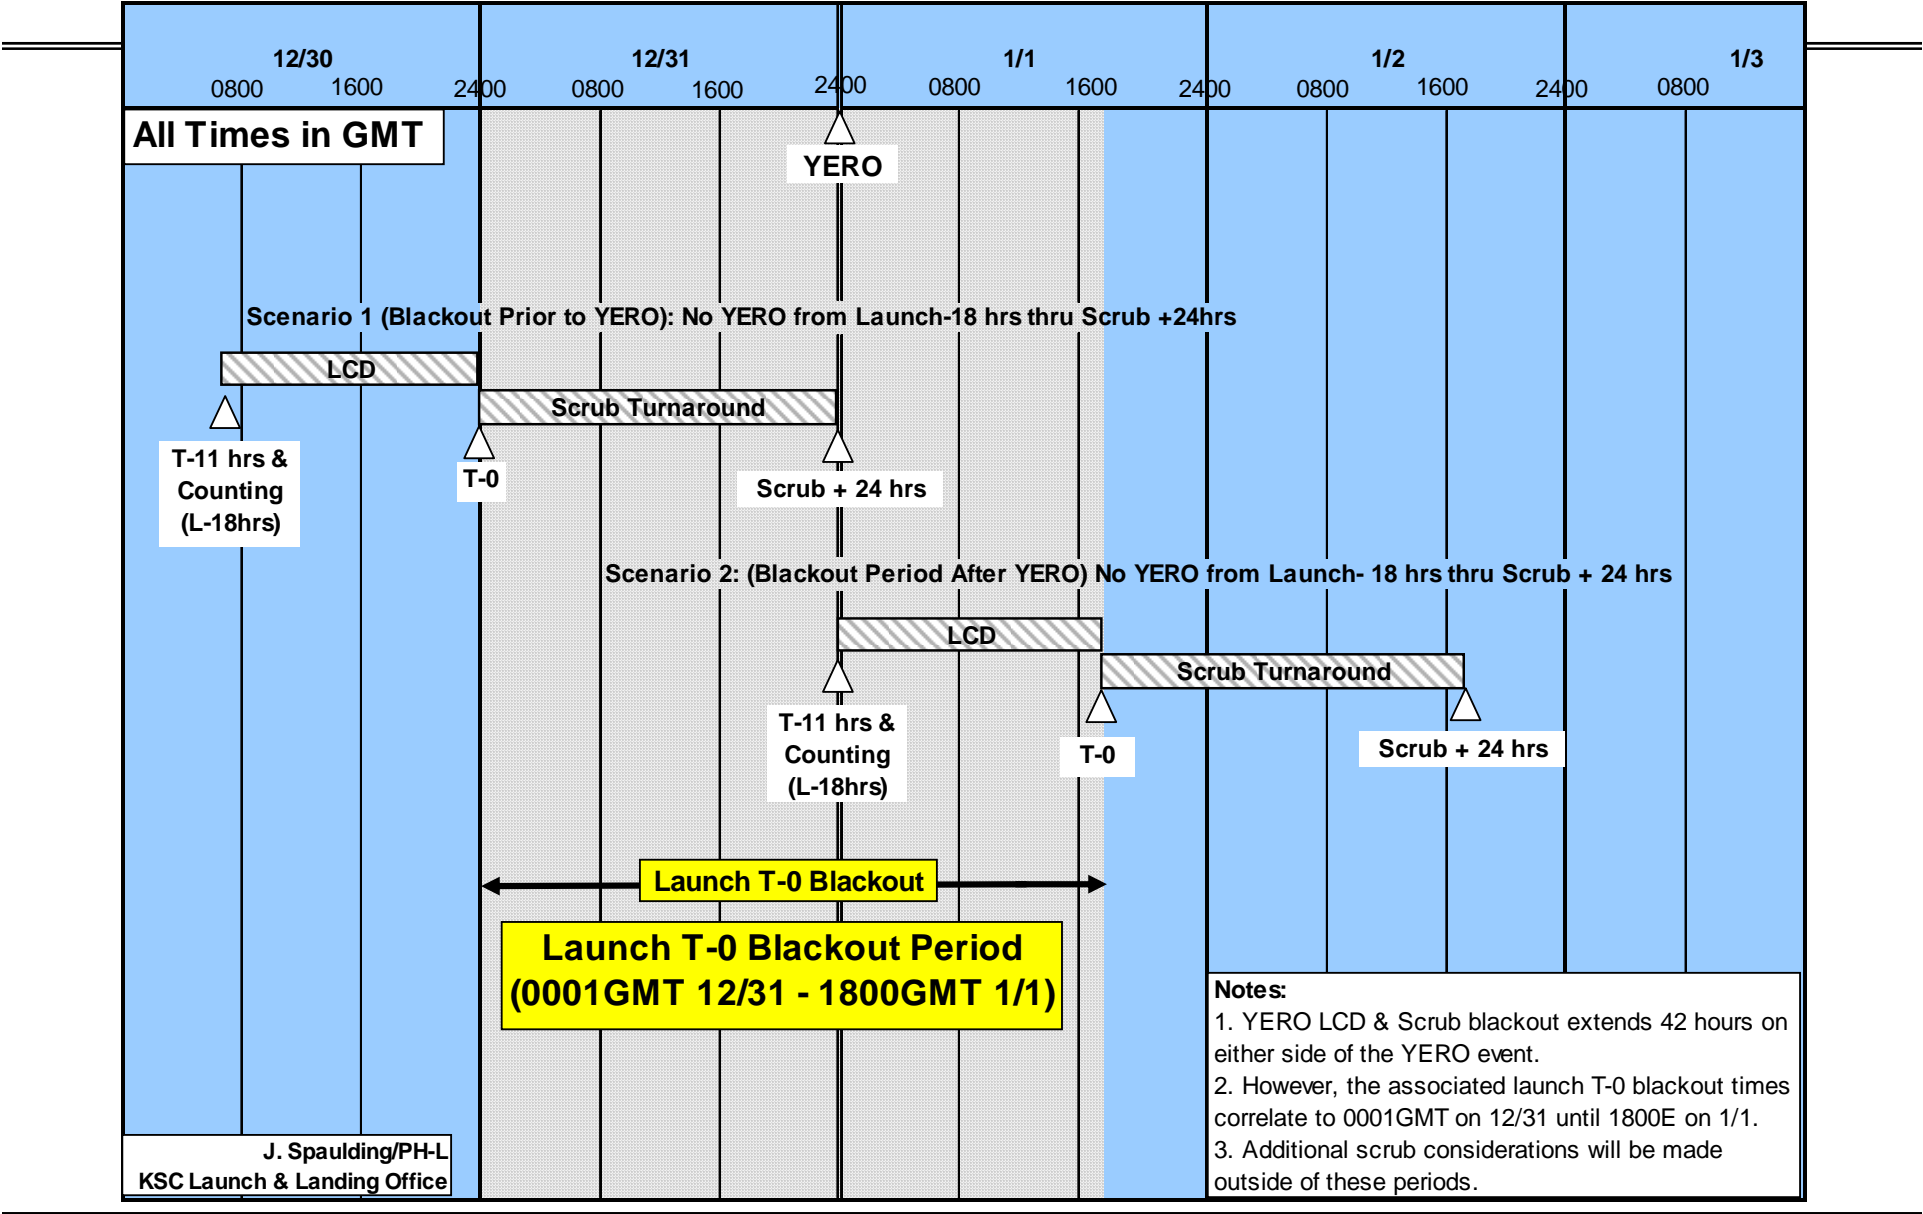 12/30 12/31 1/1 1/2 1/3
0800 1600 2400 0800 1600 2400 0800 1600 2400 0800 1600 2400 0800
All Times in GMT
YERO
Scenario 1 (Blackout Prior to YERO): No YERO from Launch-18 hrs thru Scrub +24hrs
LCD
Scrub Turnaround
T-11 hrs &
Counting
(L-18hrs)
T-0
Scrub + 24 hrs
Scenario 2: (Blackout Period After YERO) No YERO from Launch- 18 hrs thru Scrub + 24 hrs
LCD
Scrub Turnaround
T-11 hrs &
Counting
(L-18hrs)
T-0
Scrub + 24 hrs
Launch T-0 Blackout
Launch T-0 Blackout Period
(0001GMT 12/31 - 1800GMT 1/1)
Notes:
1. YERO LCD & Scrub blackout extends 42 hours on
either side of the YERO event.
2. However, the associated launch T-0 blackout times
correlate to 0001GMT on 12/31 until 1800E on 1/1.
3. Additional scrub considerations will be made
outside of these periods.
J. Spaulding/PH-L
KSC Launch & Landing Office